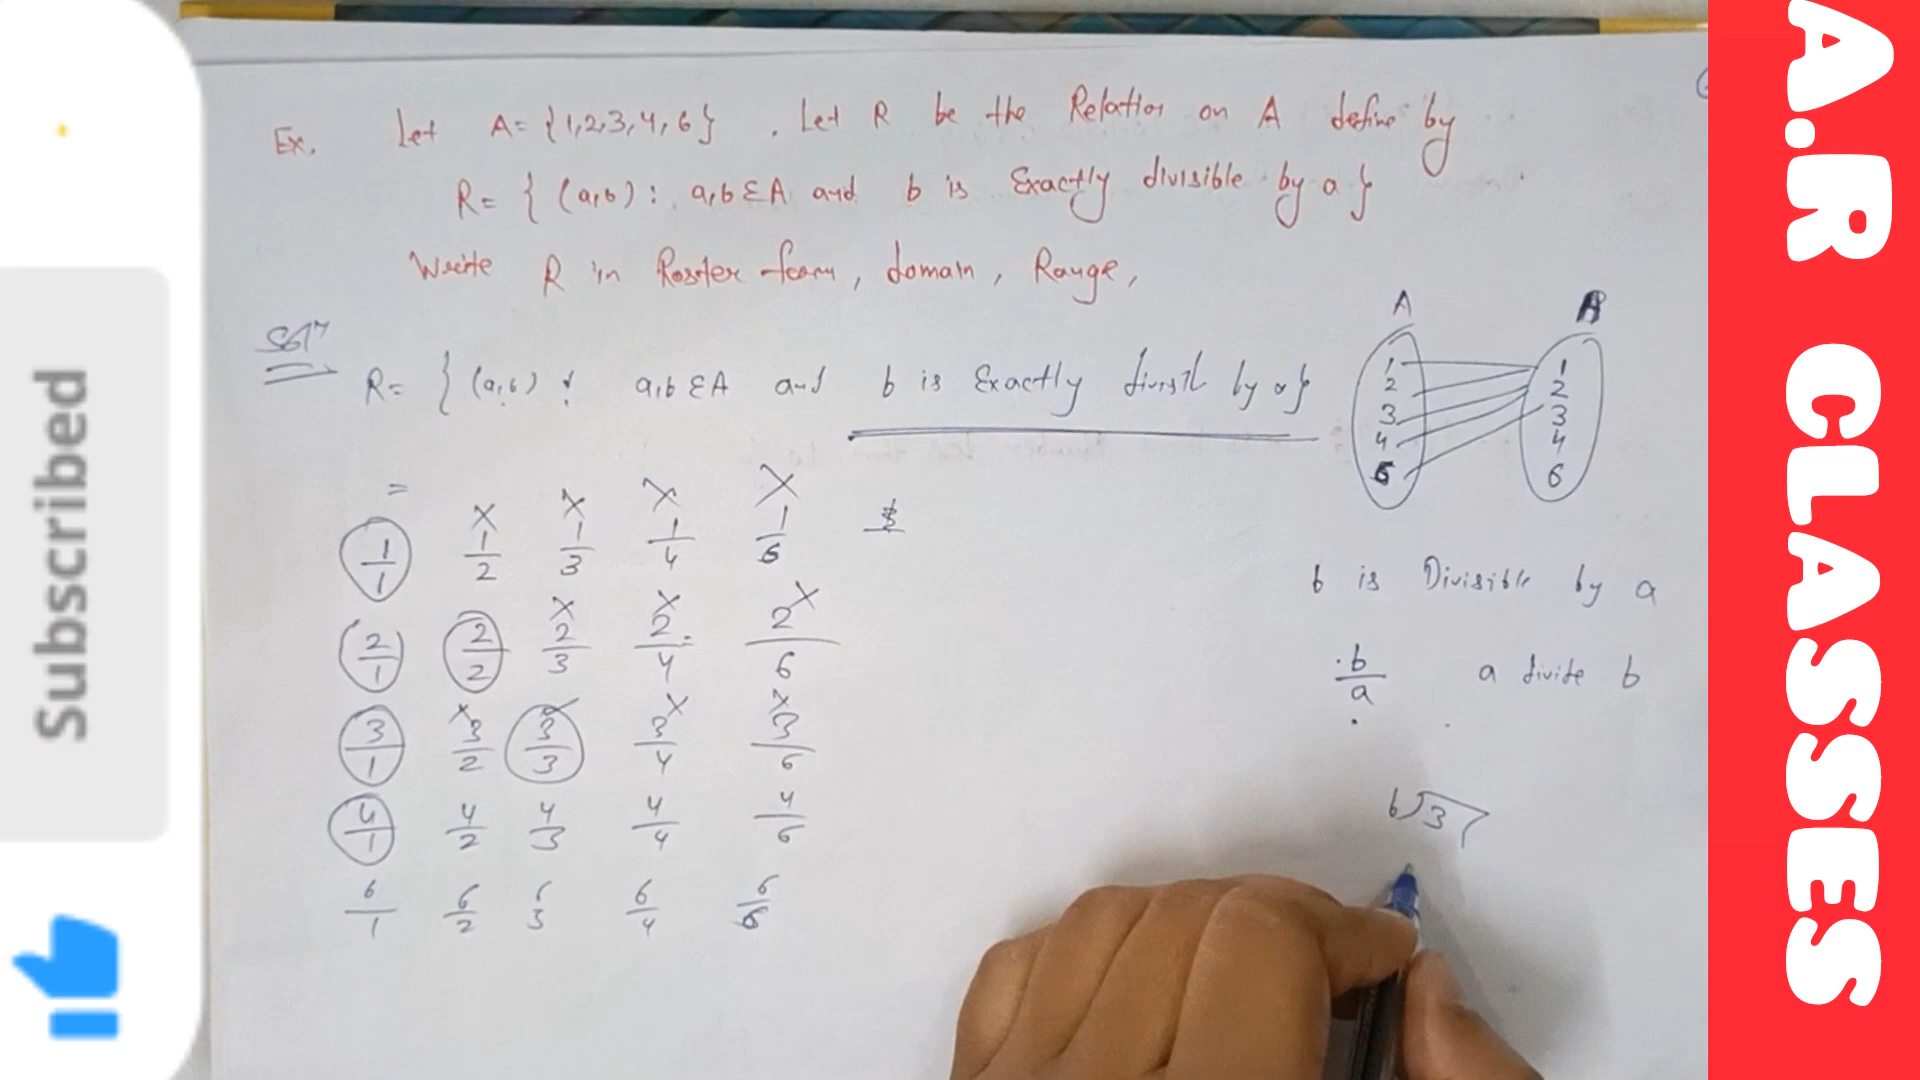 Ex. Let A = {1,2,3,4,6} . Let R be the Relation on A define by
R = { (a,b) : a,b ε A and b is Exactly divisible by a }
Write R in Roster form, domain, Range,
Solⁿ
R = { (a,b) : a,b ε A and b is Exactly by a }
=
1/1 1/2 1/3 1/4 1/6
2/1 2/2 2/3 2/4 2/6
3/1 3/2 3/3 3/4 3/6
4/1 4/2 4/3 4/4 4/6
6/1 6/2 6/3 6/4 6/6
A
1 1
2 2
3 3
4 4
6 6
b is Divisible by a
b/a a divide b
6 3
Subscribed
A.R CLASSES